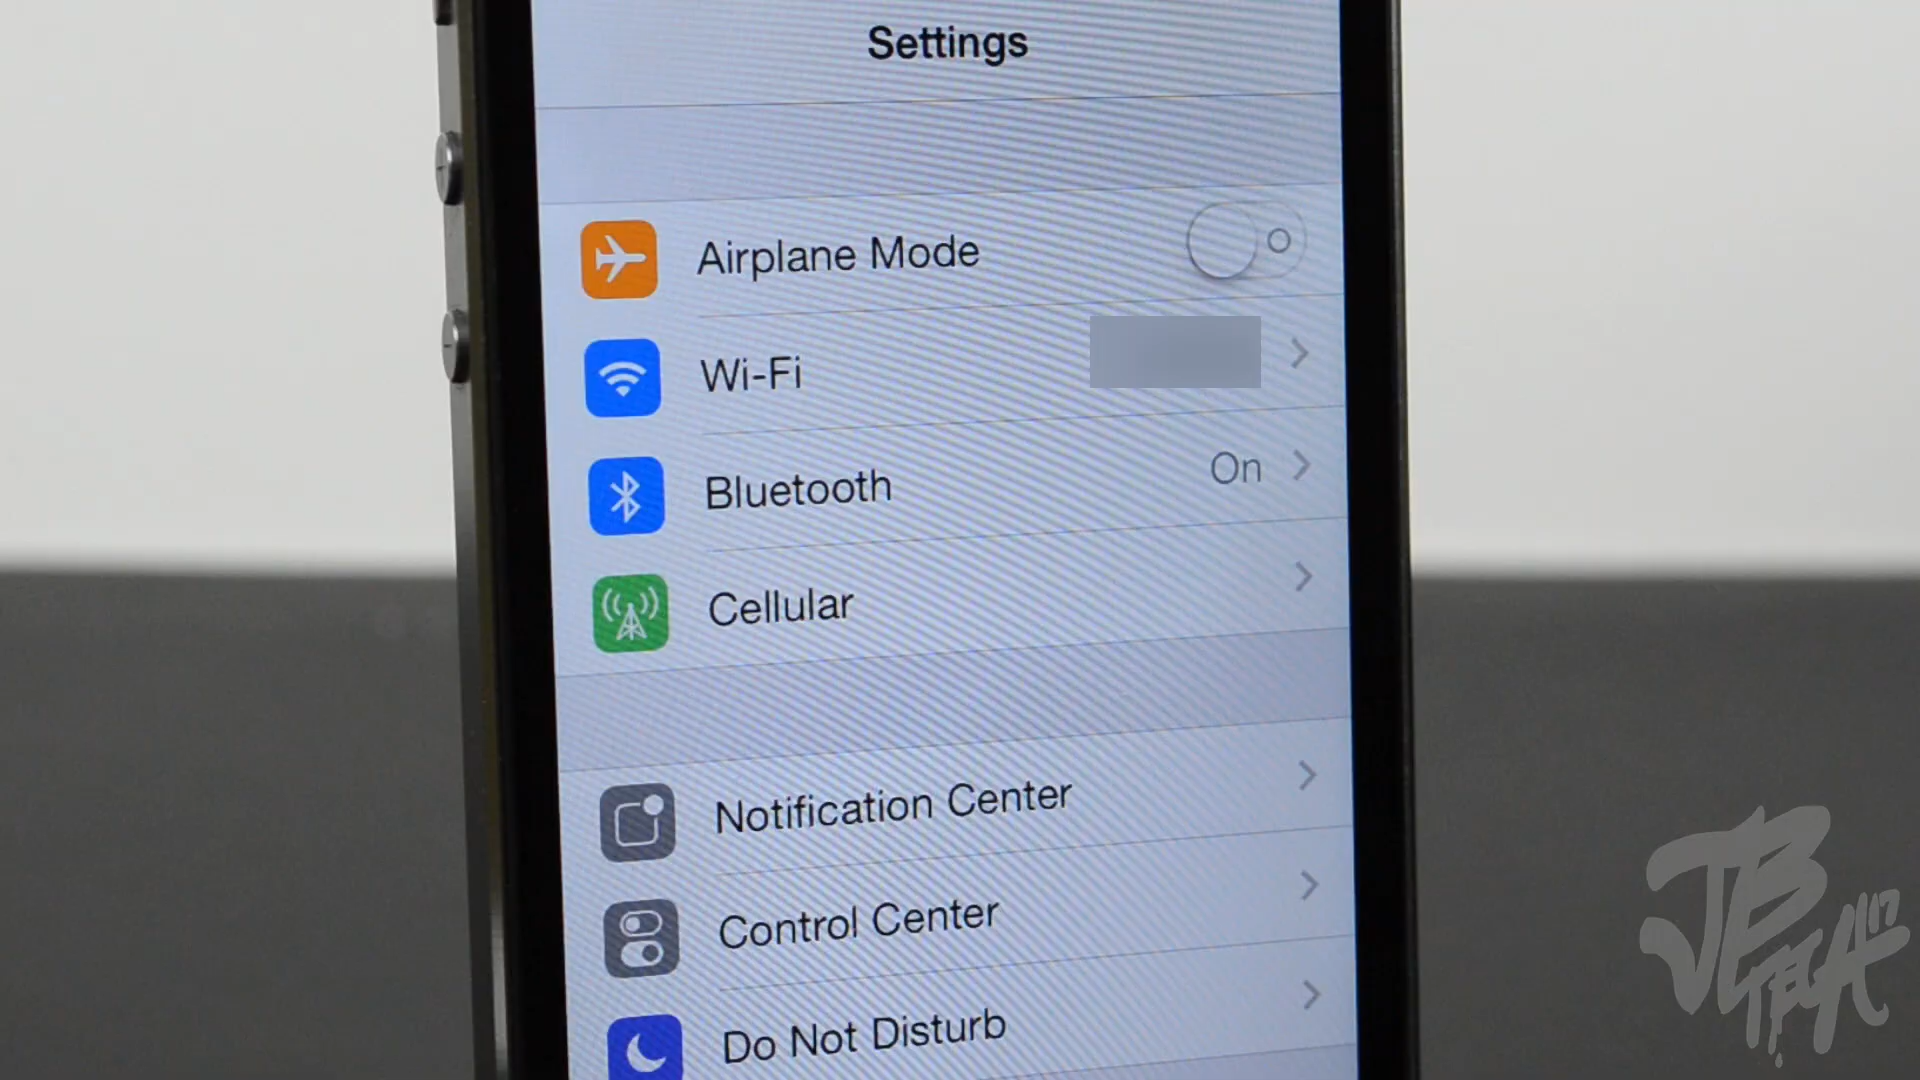 Settings
Airplane Mode
Wi-Fi
Bluetooth On
Cellular
Notification Center
Control Center
Do Not Disturb